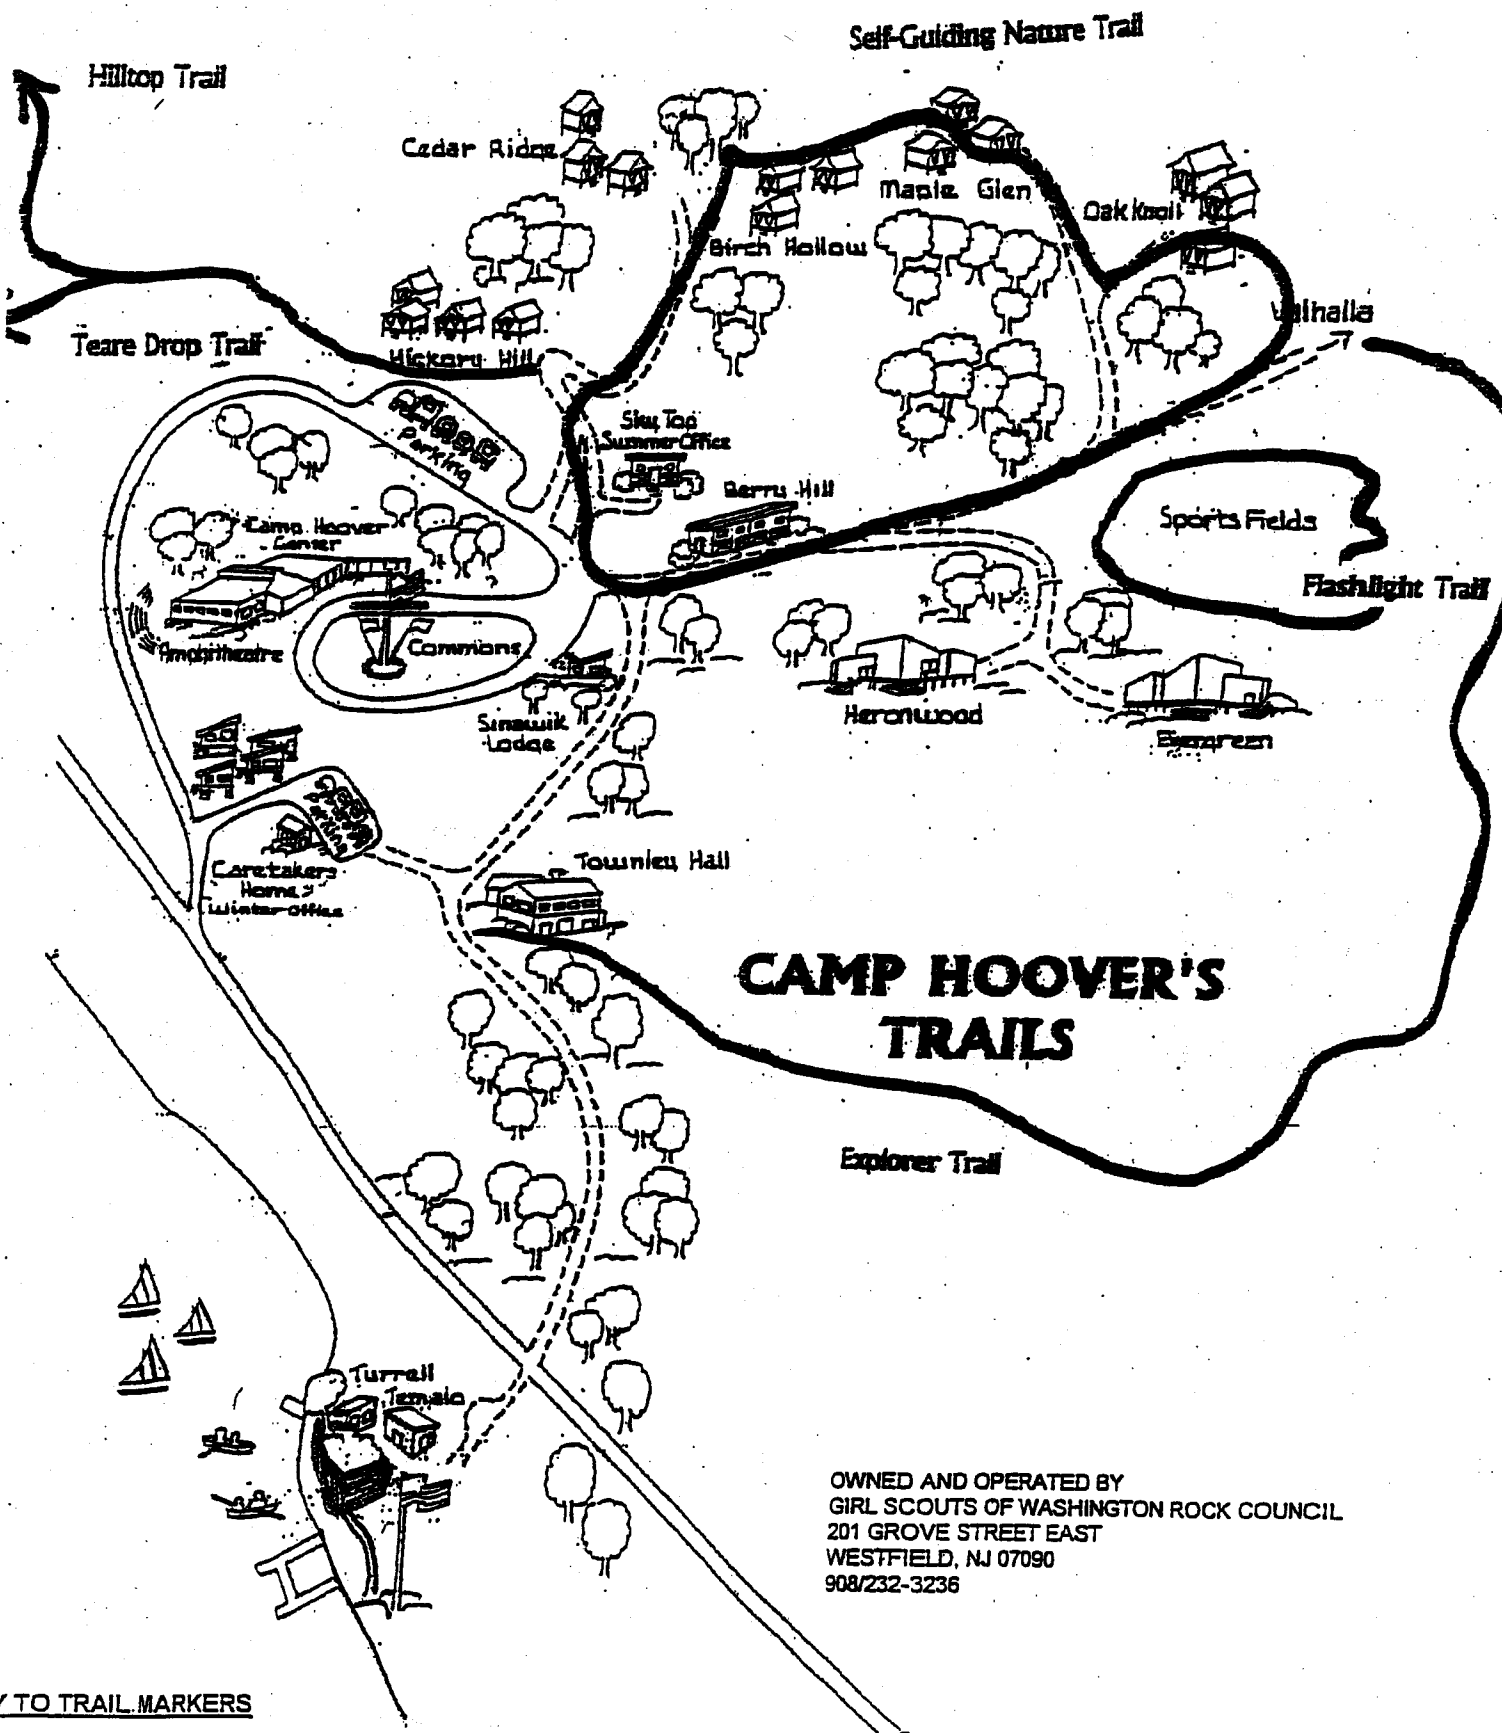 Self-Guiding Nature Trail
Hilltop Trail
Cedar Ridge
Maple Glen
Oak Knoll
Birch Hollow
Valhalla
Teare Drop Trail
Hickory Hill
Parking
Sky Top
Summer Office
Berry Hill
Sports Fields
Camp Hoover
Center
Flashlight Trail
Amphitheatre
Commons
Sinawik
Lodge
Heronwood
Evergreen
Parking
Townley Hall
Caretakers
Home &
Winter Office
CAMP HOOVER'S
TRAILS
Explorer Trail
Turrell
Temple
OWNED AND OPERATED BY
GIRL SCOUTS OF WASHINGTON ROCK COUNCIL
201 GROVE STREET EAST
WESTFIELD, NJ 07090
908/232-3236
Y TO TRAIL MARKERS